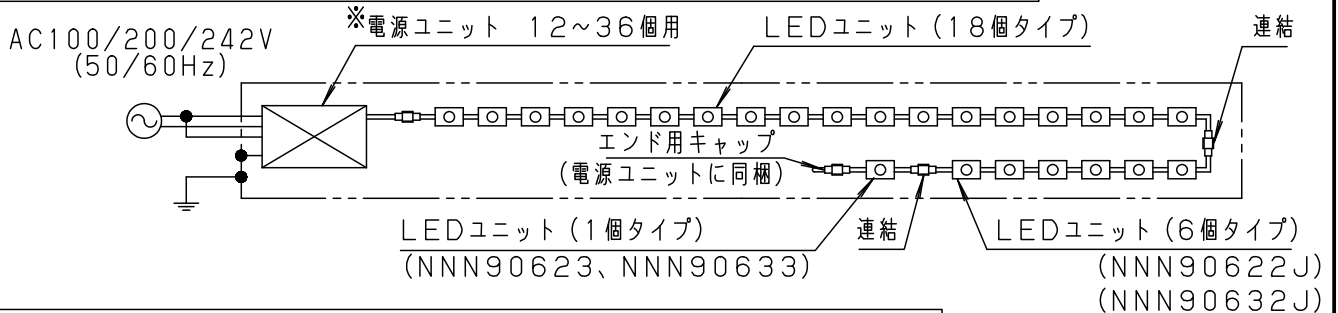 ※電源ユニット　12~36個用
LEDユニット(18個タイプ)
連結
AC100/200/242V
(50/60Hz)
エンド用キャップ
(電源ユニットに同梱)
LEDユニット(1個タイプ)
(NNN90623、NNN90633)
連結
LEDユニット(6個タイプ)
(NNN90622J)
(NNN90632J)